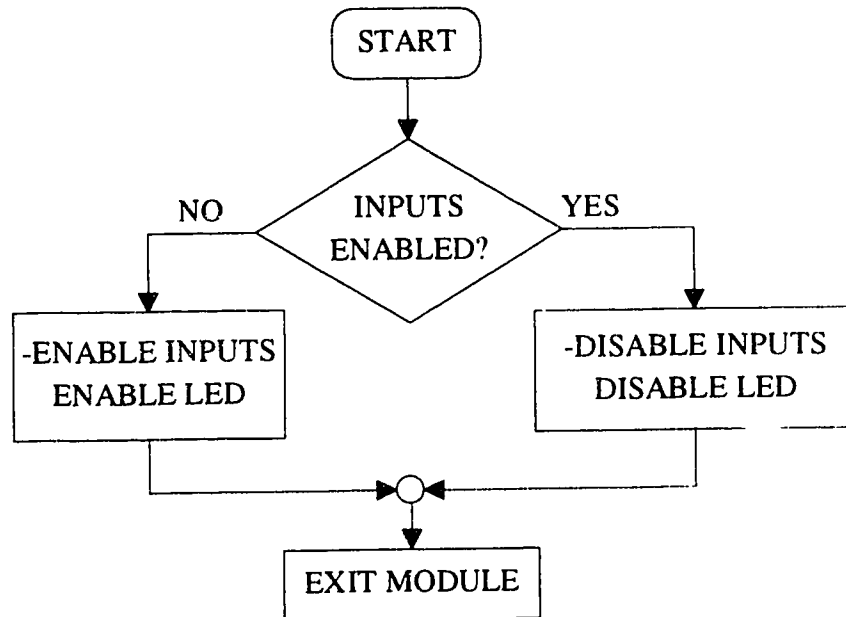 START
INPUTS
ENABLED?
NO
YES
-ENABLE INPUTS
ENABLE LED
-DISABLE INPUTS
DISABLE LED
EXIT MODULE